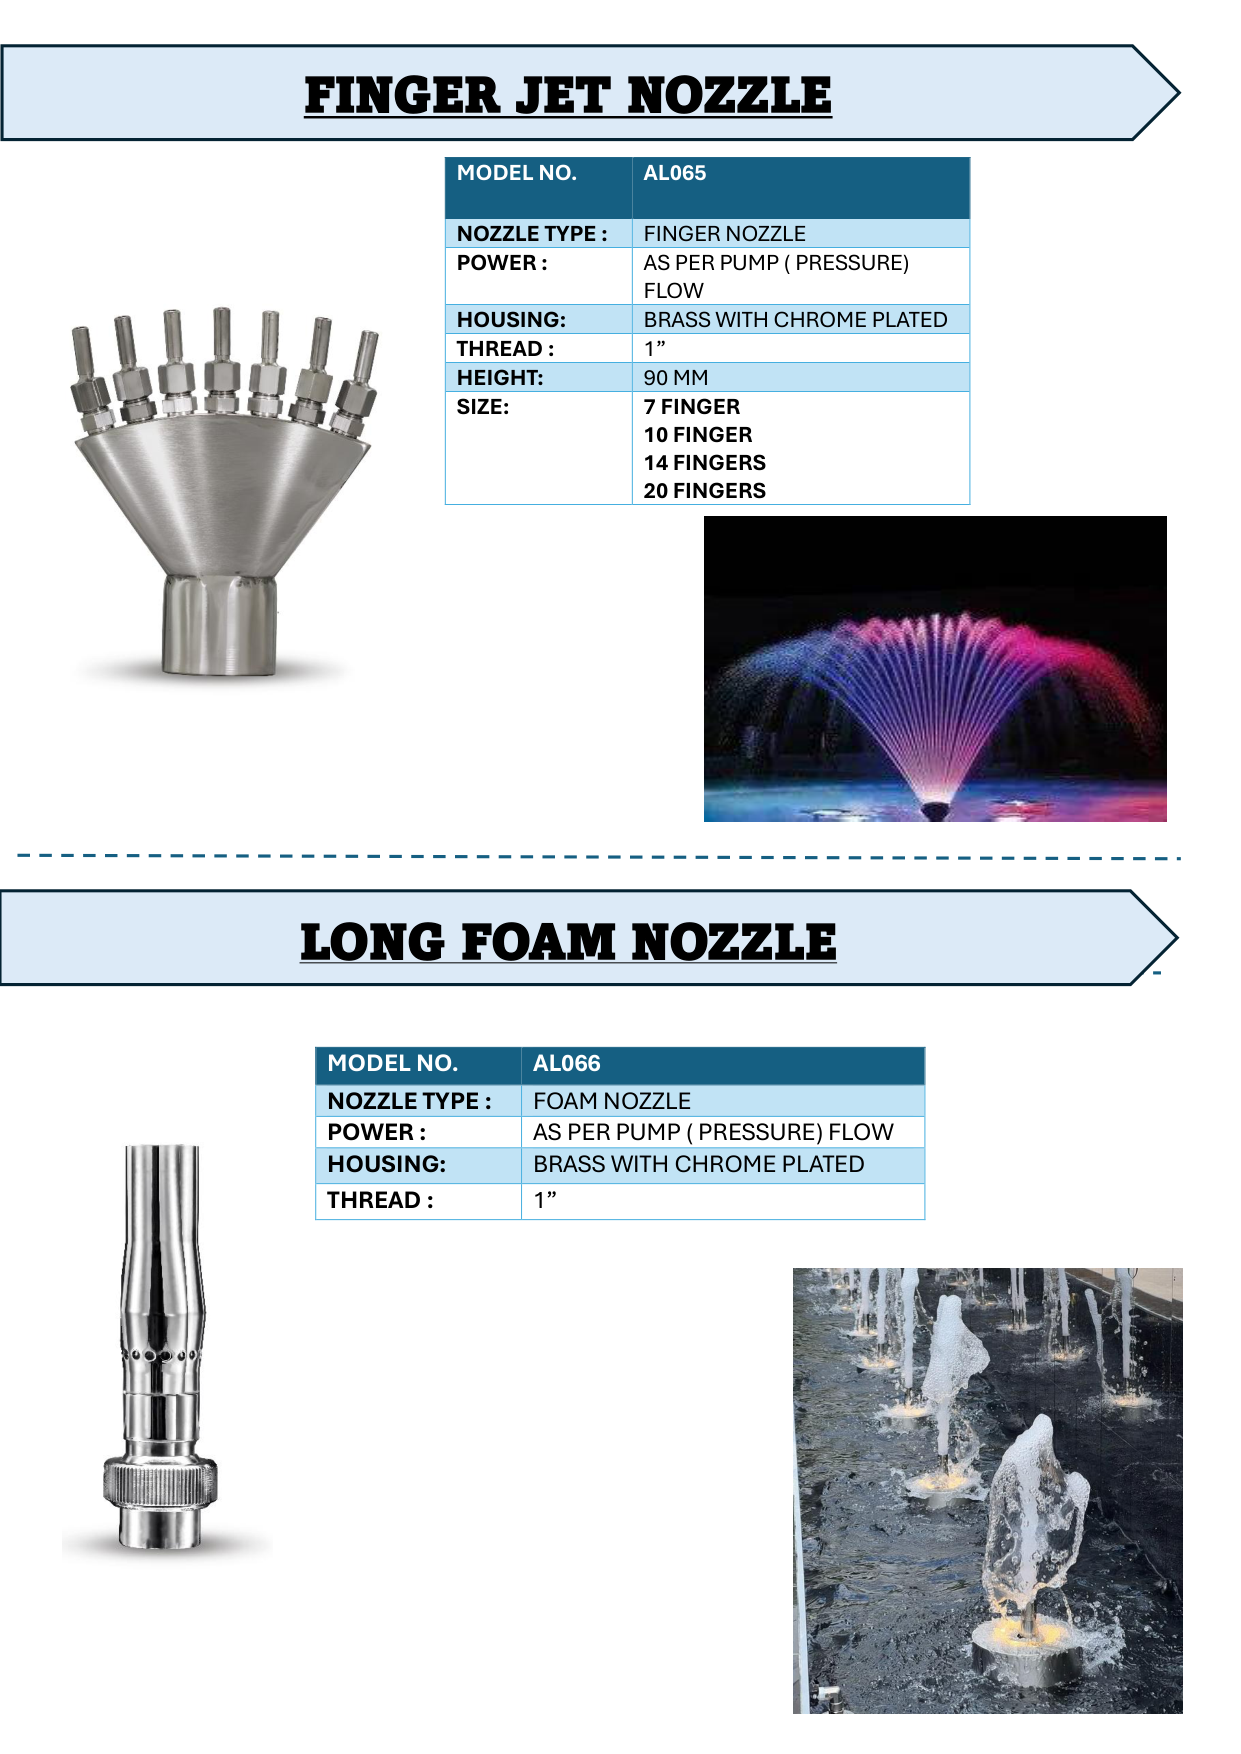 FINGER JET NOZZLE
MODEL NO. AL065
NOZZLE TYPE : FINGER NOZZLE
POWER : AS PER PUMP ( PRESSURE)
FLOW
HOUSING: BRASS WITH CHROME PLATED
THREAD : 1”
HEIGHT: 90 MM
SIZE: 7 FINGER
10 FINGER
14 FINGERS
20 FINGERS
LONG FOAM NOZZLE
MODEL NO. AL066
NOZZLE TYPE : FOAM NOZZLE
POWER : AS PER PUMP ( PRESSURE) FLOW
HOUSING: BRASS WITH CHROME PLATED
THREAD : 1”